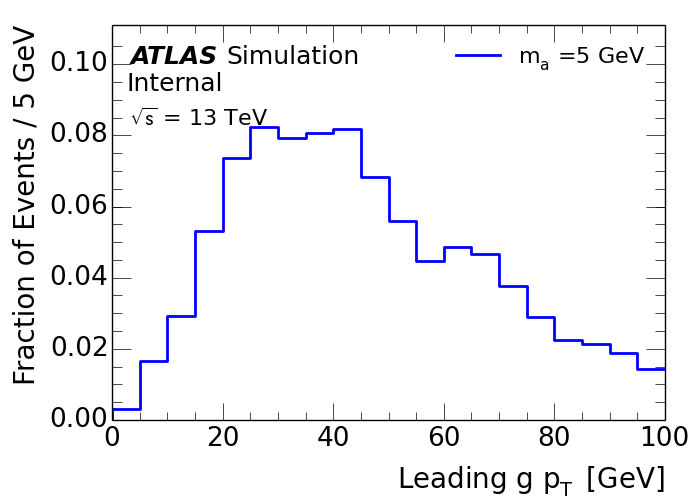 ATLAS Simulation
Internal
√s = 13 TeV
mₐ =5 GeV
Fraction of Events / 5 GeV
0.10
0.08
0.06
0.04
0.02
0.00
0 20 40 60 80 100
Leading g p_T [GeV]